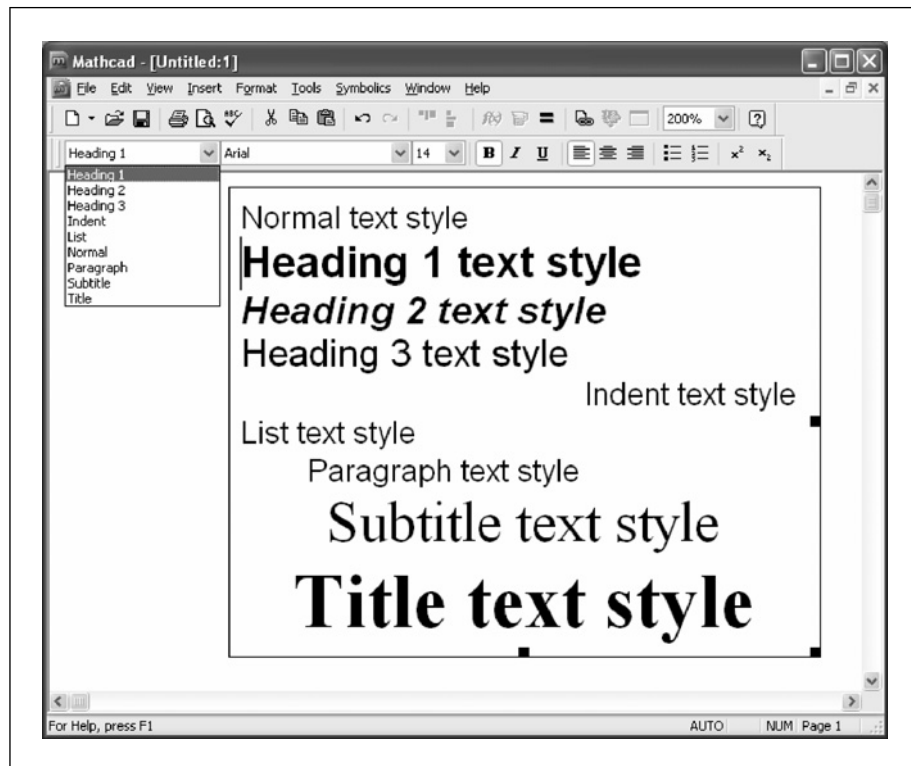 Mathcad - [Untitled:1]
File Edit View Insert Format Tools Symbolics Window Help
200%
Heading 1 Arial 14 B I U x² x₂
Heading 1
Heading 2
Heading 3
Indent
List
Normal
Paragraph
Subtitle
Title
Normal text style
Heading 1 text style
Heading 2 text style
Heading 3 text style
Indent text style
List text style
Paragraph text style
Subtitle text style
Title text style
For Help, press F1 AUTO NUM Page 1